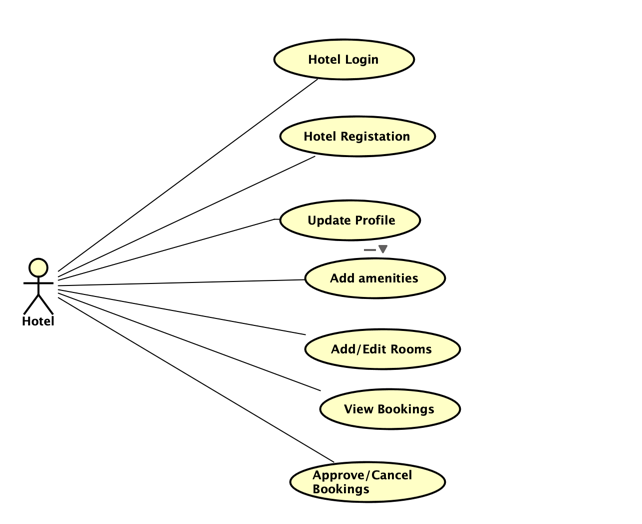 Hotel Login
Hotel Registation
Update Profile
Add amenities
Hotel
Add/Edit Rooms
View Bookings
Approve/Cancel
Bookings